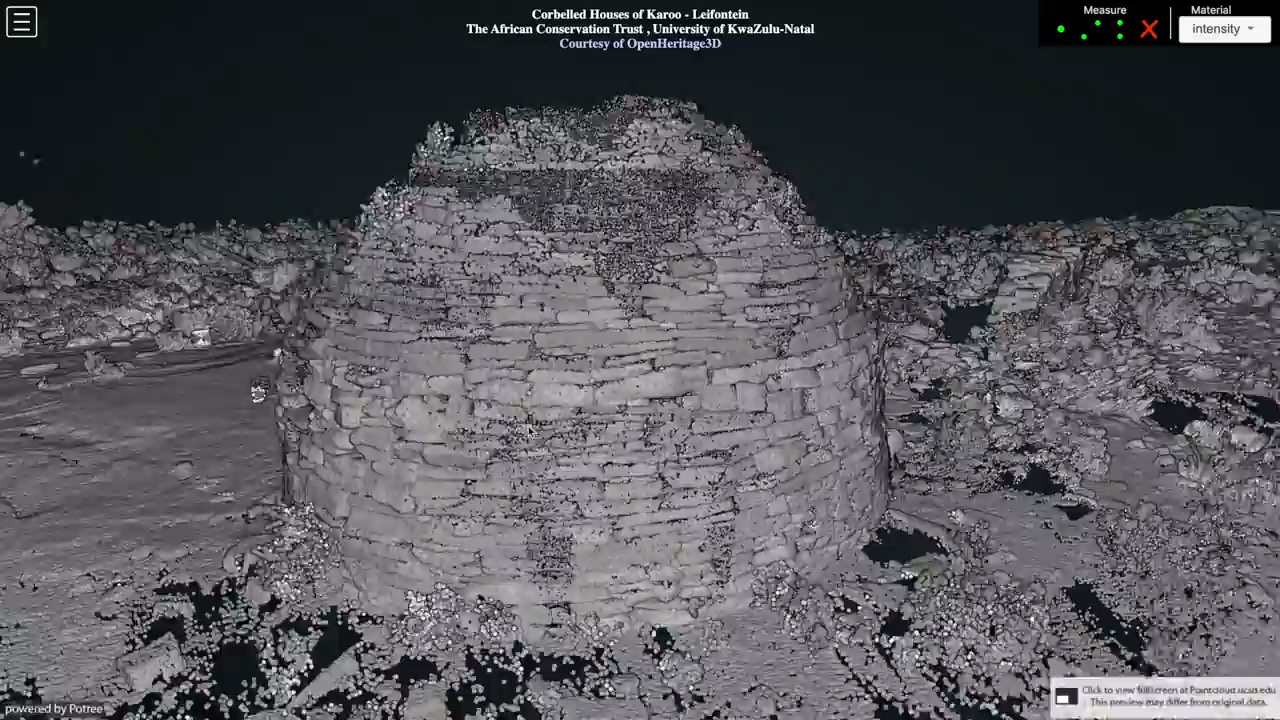 Corbelled Houses of Karoo - Leifontein
The African Conservation Trust , University of KwaZulu-Natal
Courtesy of OpenHeritage3D
Measure
Material
intensity
Click to view fullscreen at Pointcloud.ucsd.edu
This preview may differ from original data.
powered by Potree